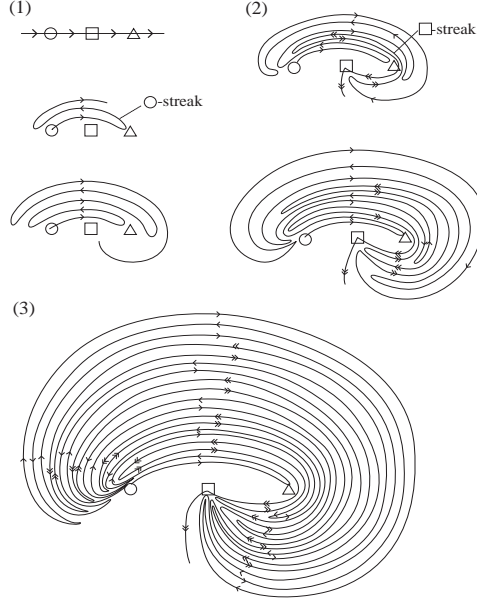 (1)
○-streak
(2)
□-streak
(3)